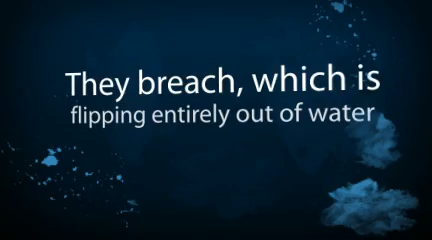 They breach, which is
flipping entirely out of water